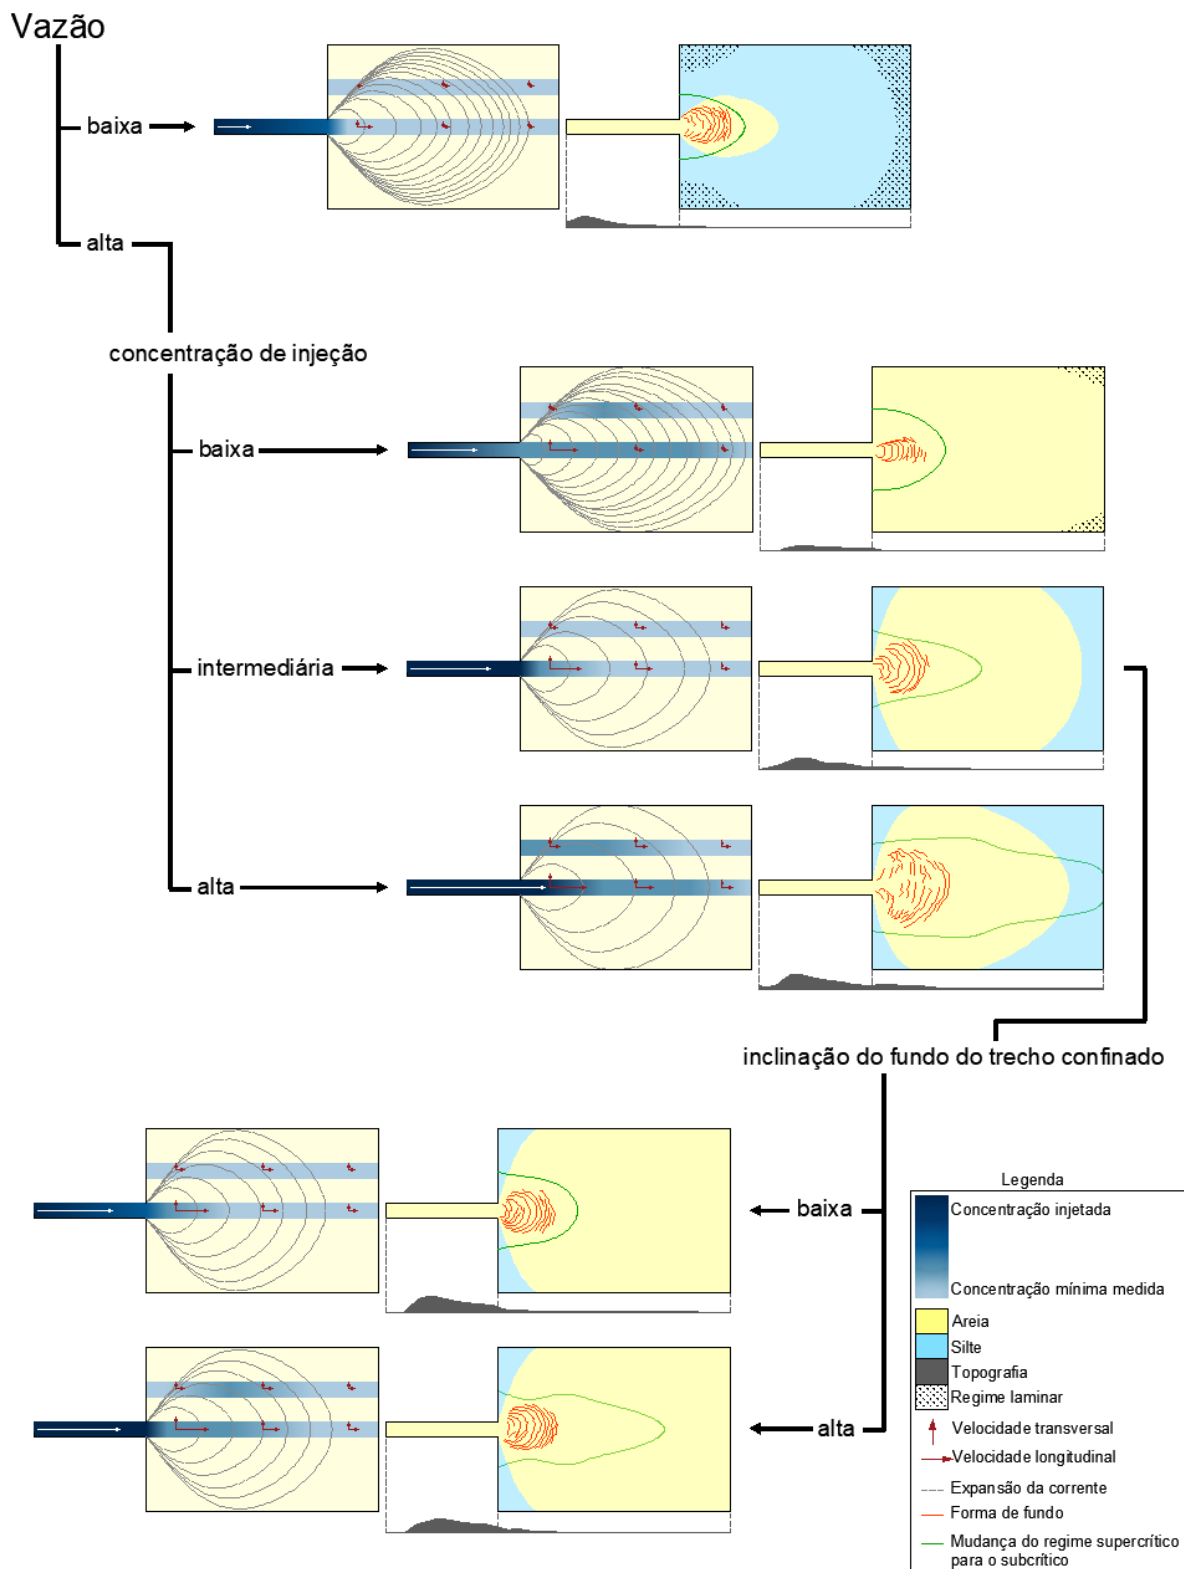 Vazão
baixa
alta
concentração de injeção
baixa
intermediária
alta
inclinação do fundo do trecho confinado
baixa
alta
Legenda
Concentração injetada
Concentração mínima medida
Areia
Silte
Topografia
Regime laminar
Velocidade transversal
Velocidade longitudinal
Expansão da corrente
Forma de fundo
Mudança do regime supercrítico
para o subcrítico